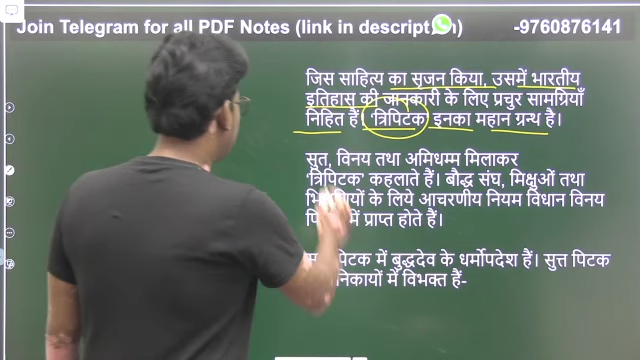 Join Telegram for all PDF Notes (link in descript n) -9760876141
जिस साहित्य का सृजन किया, उसमें भारतीय
इतिहास की जानकारी के लिए प्रचुर सामग्रियाँ
निहित हैं 'त्रिपिटक' इनका महान ग्रन्थ है।
सुत, विनय तथा अमिधम्म मिलाकर
'त्रिपिटक' कहलाते हैं। बौद्ध संघ, मिक्षुओं तथा
के लिये आचरणीय नियम विधान विनय
में प्राप्त होते हैं।
पिटक में बुद्धदेव के धर्मोपदेश हैं। सुत्त पिटक
निकायों में विभक्त हैं-